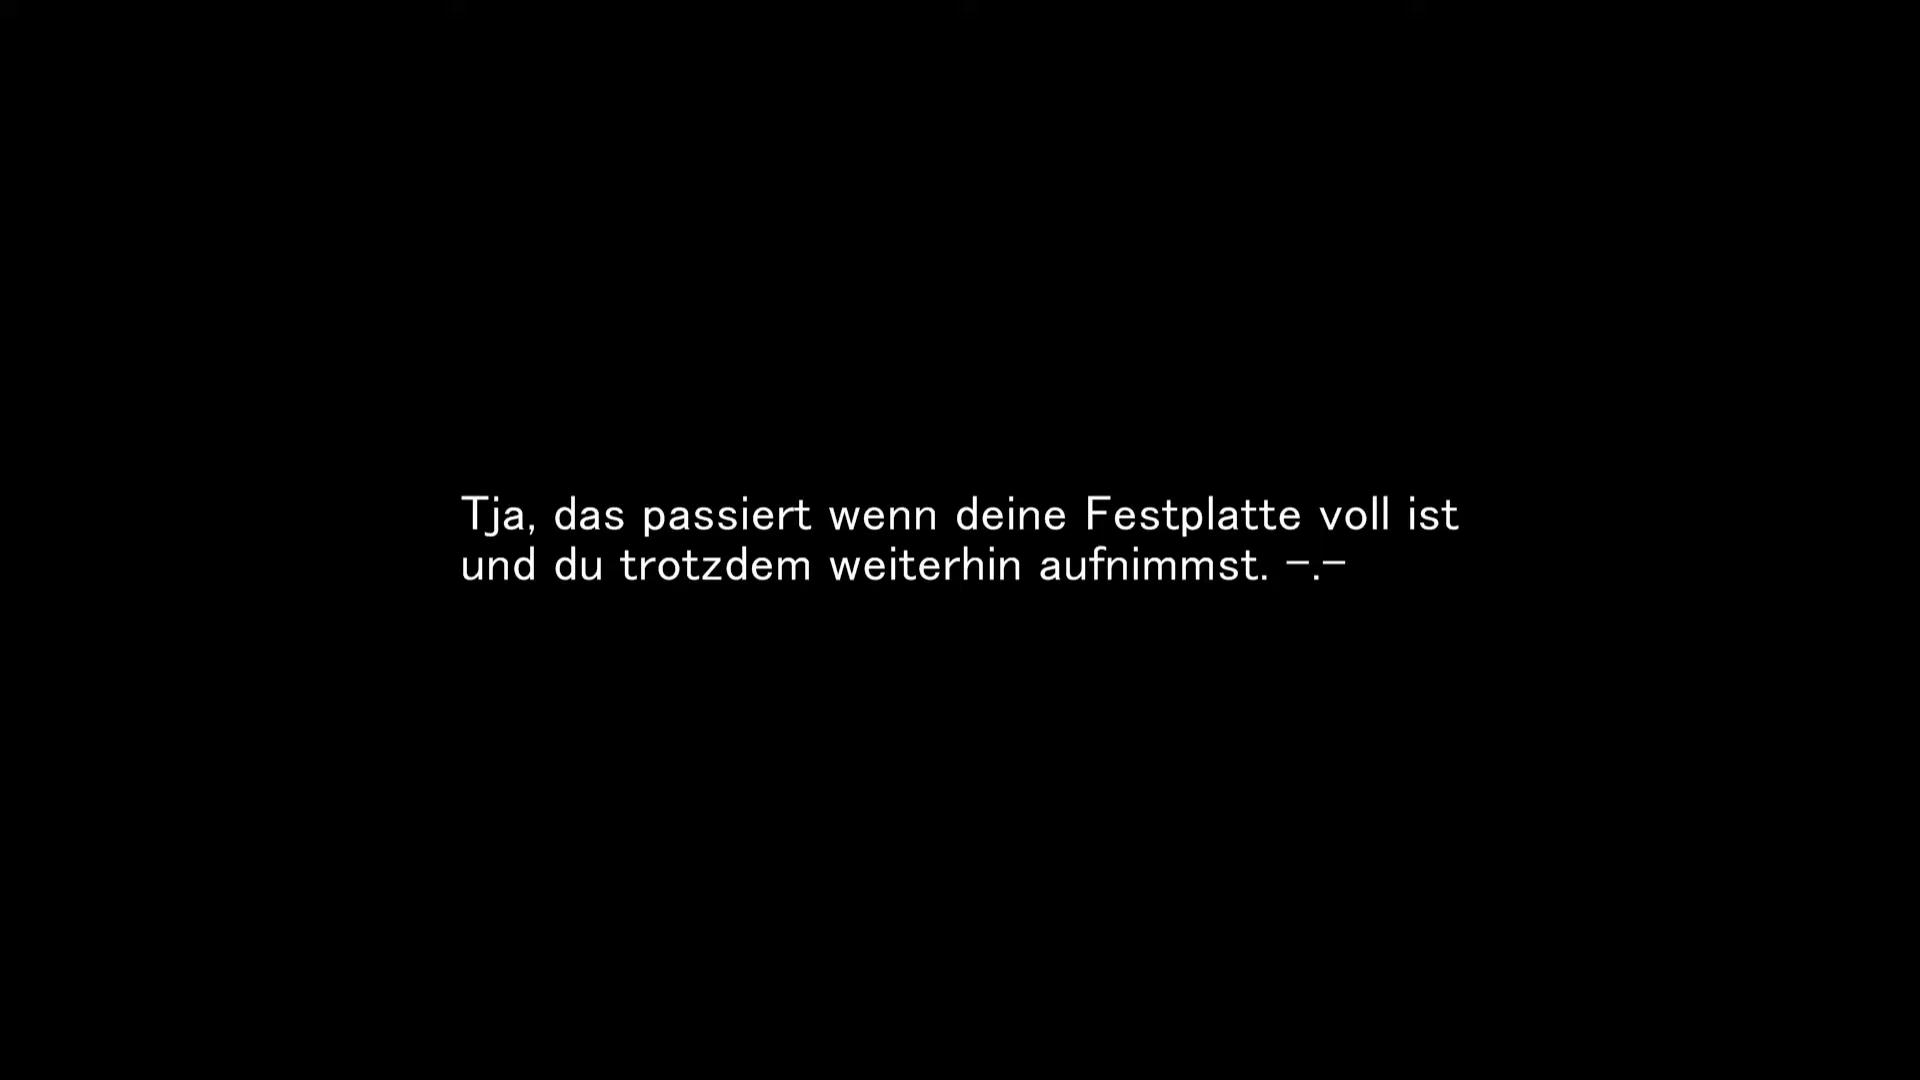 Tja, das passiert wenn deine Festplatte voll ist
und du trotzdem weiterhin aufnimmst. -.-